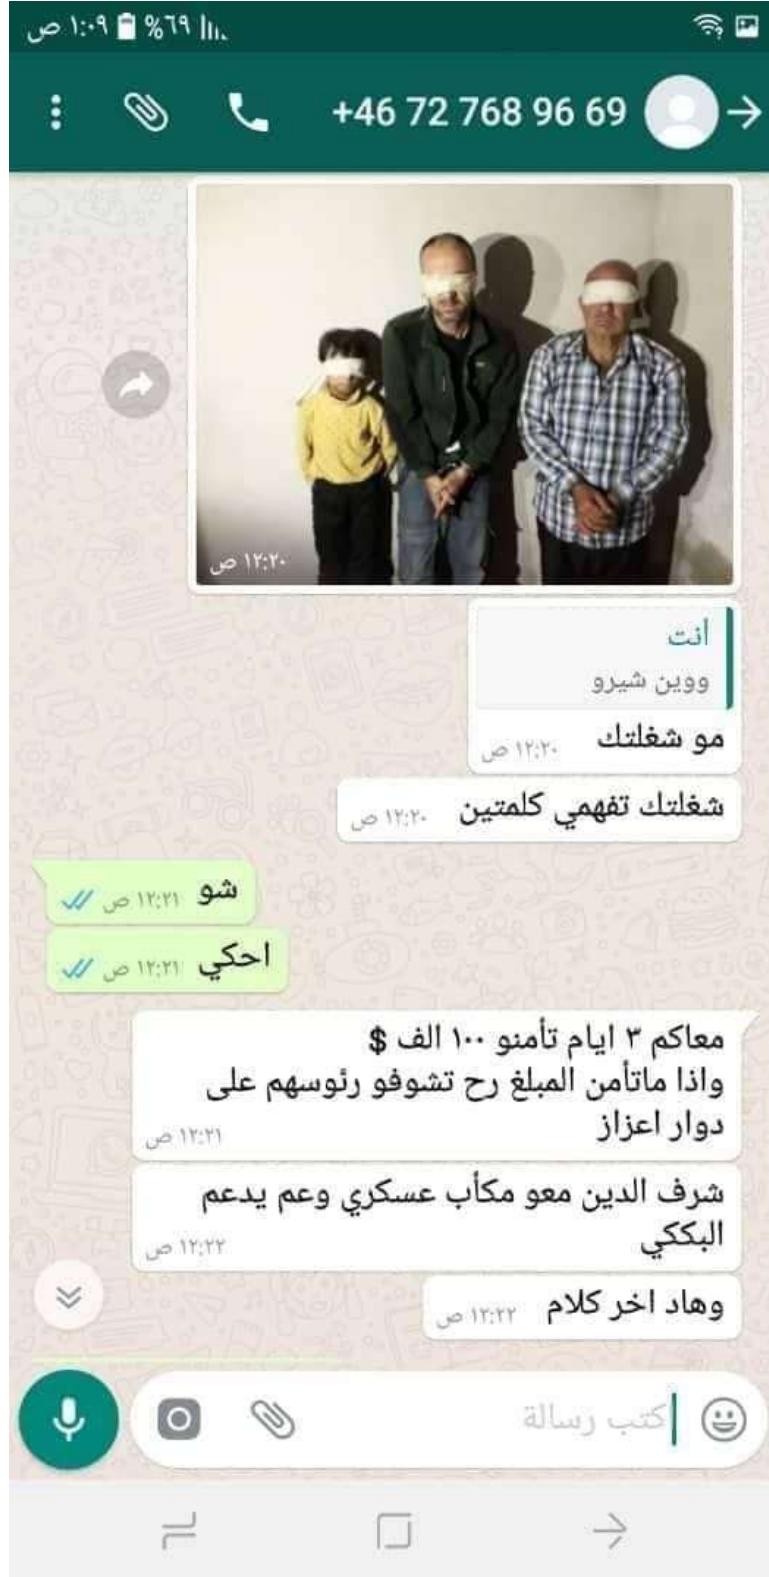 ١:٠٩ ص ٦٩%
+46 72 768 96 69
١٢:٢٠ ص
أنت
ووين شيرو
مو شغلتك ١٢:٢٠ ص
شغلتك تفهمي كلمتين ١٢:٢٠ ص
شو ١٢:٢١ ص
احكي ١٢:٢١ ص
معاكم ٣ ايام تأمنو ١٠٠ الف $
واذا ماتأمن المبلغ رح تشوفو رئوسهم على
دوار اعزاز
١٢:٢١ ص
شرف الدين معو مكأب عسكري وعم يدعم
البككي
١٢:٢٢ ص
وهاد اخر كلام ١٢:٢٢ ص
كتب رسالة